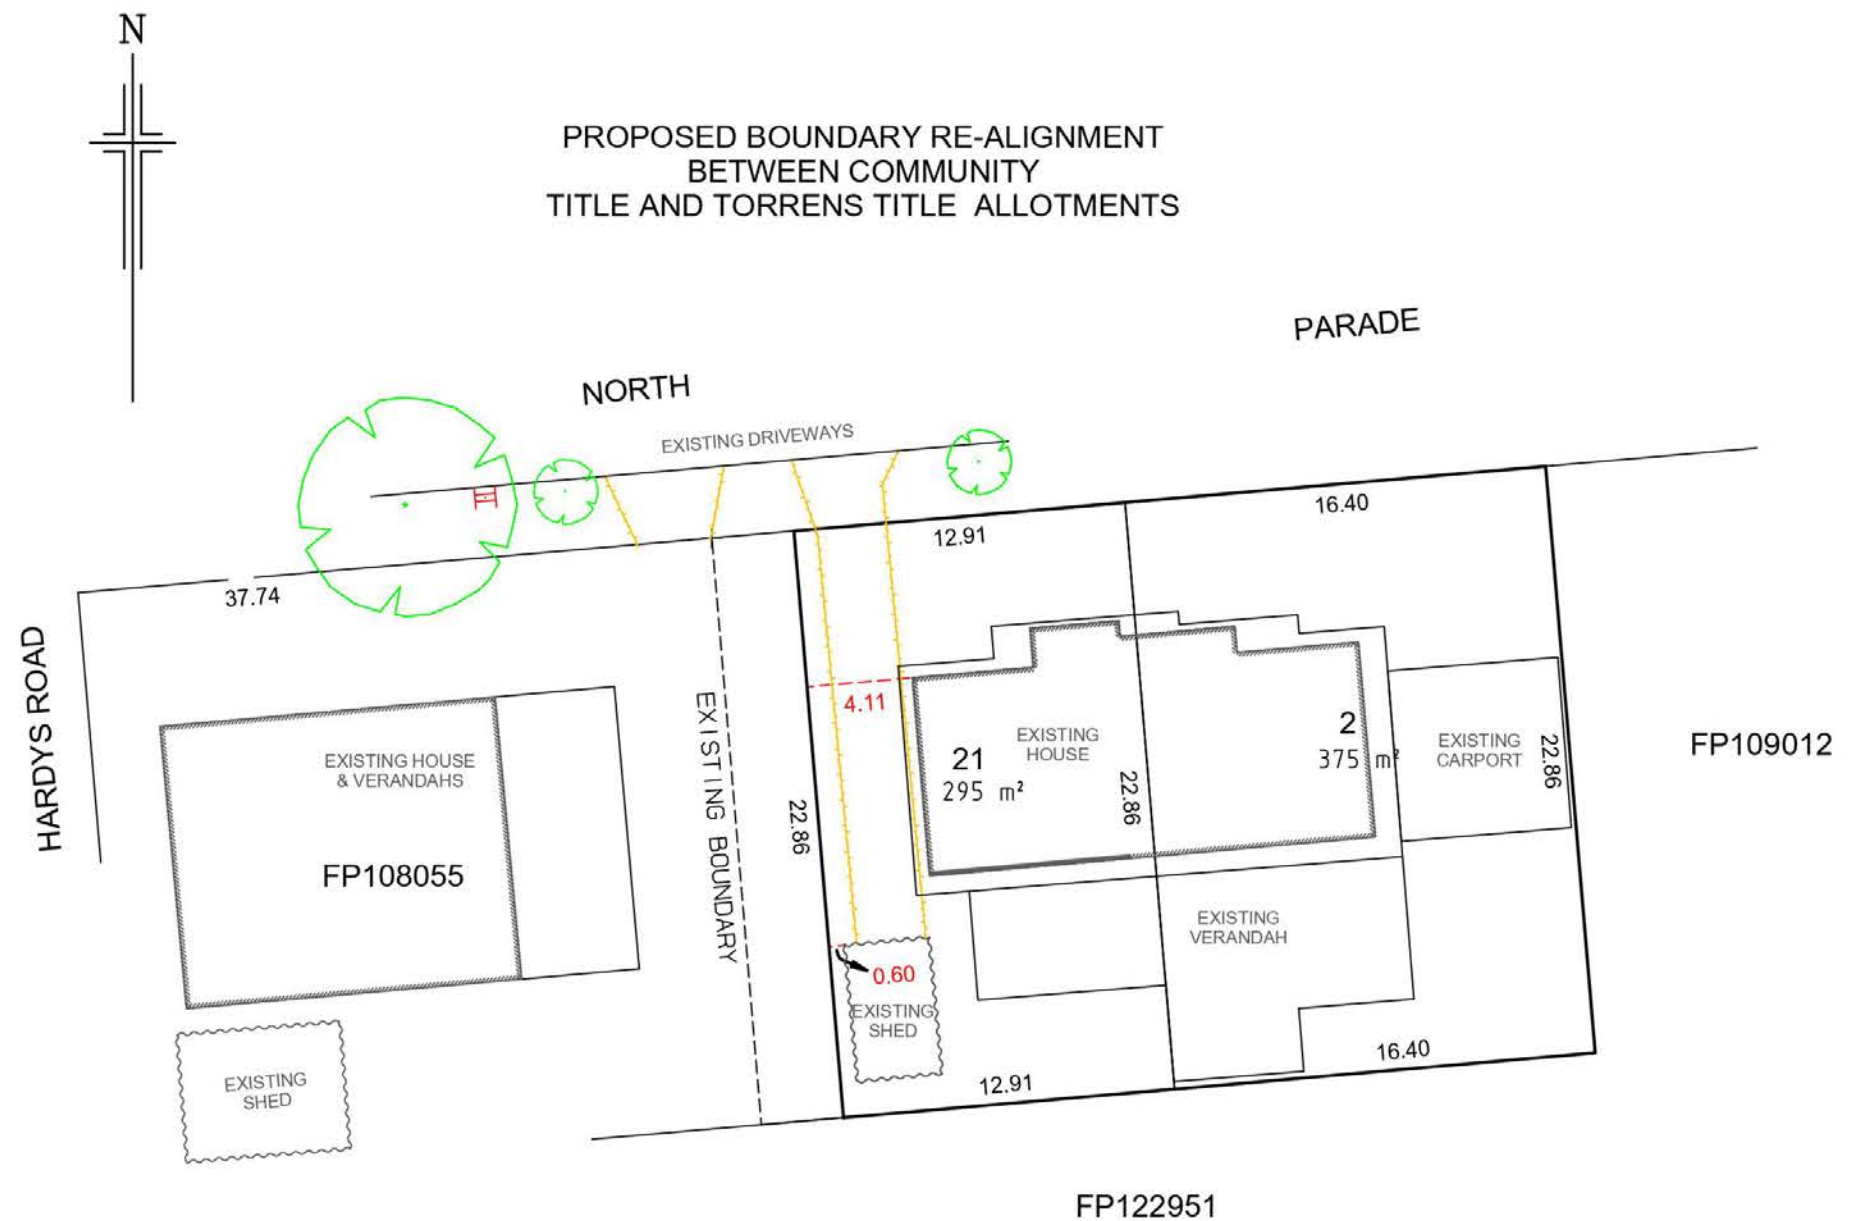 N
PROPOSED BOUNDARY RE-ALIGNMENT
BETWEEN COMMUNITY
TITLE AND TORRENS TITLE ALLOTMENTS
PARADE
NORTH
EXISTING DRIVEWAYS
16.40
12.91
37.74
HARDYS ROAD
4.11
EXISTING BOUNDARY
EXISTING HOUSE
& VERANDAHS
FP108055
22.86
21
295 m²
EXISTING
HOUSE
22.86
2
375 m²
EXISTING
CARPORT
22.86
FP109012
EXISTING
VERANDAH
0.60
EXISTING
SHED
EXISTING
SHED
16.40
12.91
FP122951